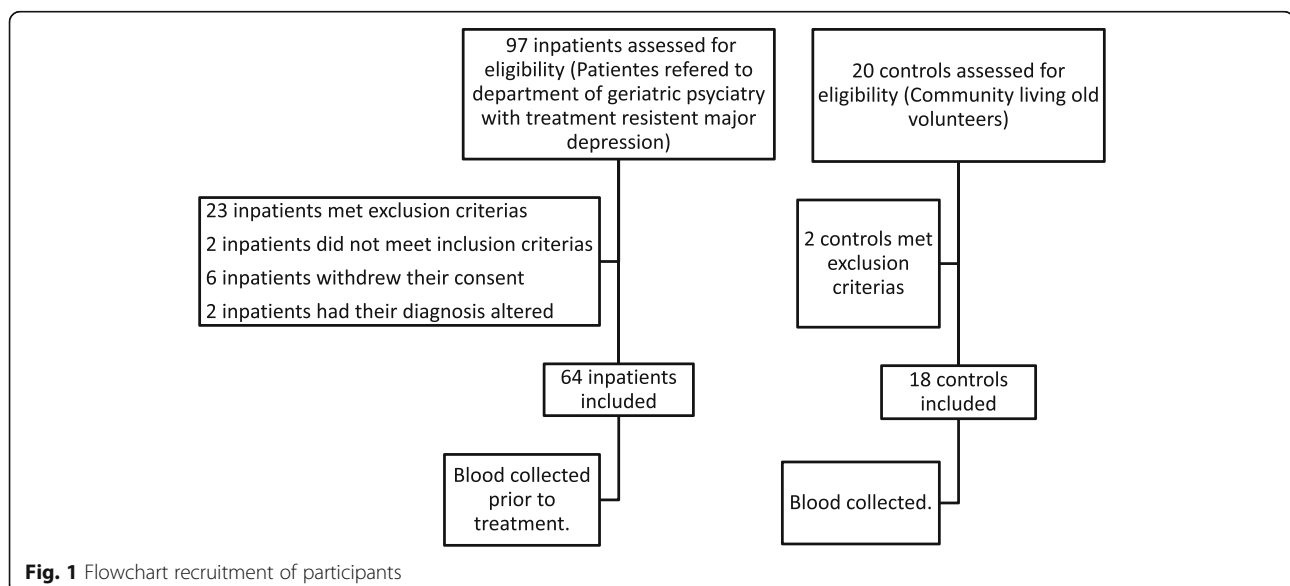 97 inpatients assessed for
eligibility (Patientes refered to
department of geriatric psyciatry
with treatment resistent major
depression)
20 controls assessed for
eligibility (Community living old
volunteers)
23 inpatients met exclusion criterias
2 inpatients did not meet inclusion criterias
6 inpatients withdrew their consent
2 inpatients had their diagnosis altered
2 controls met
exclusion
criterias
64 inpatients
included
18 controls
included
Blood collected
prior to
treatment.
Blood collected.
Fig. 1 Flowchart recruitment of participants